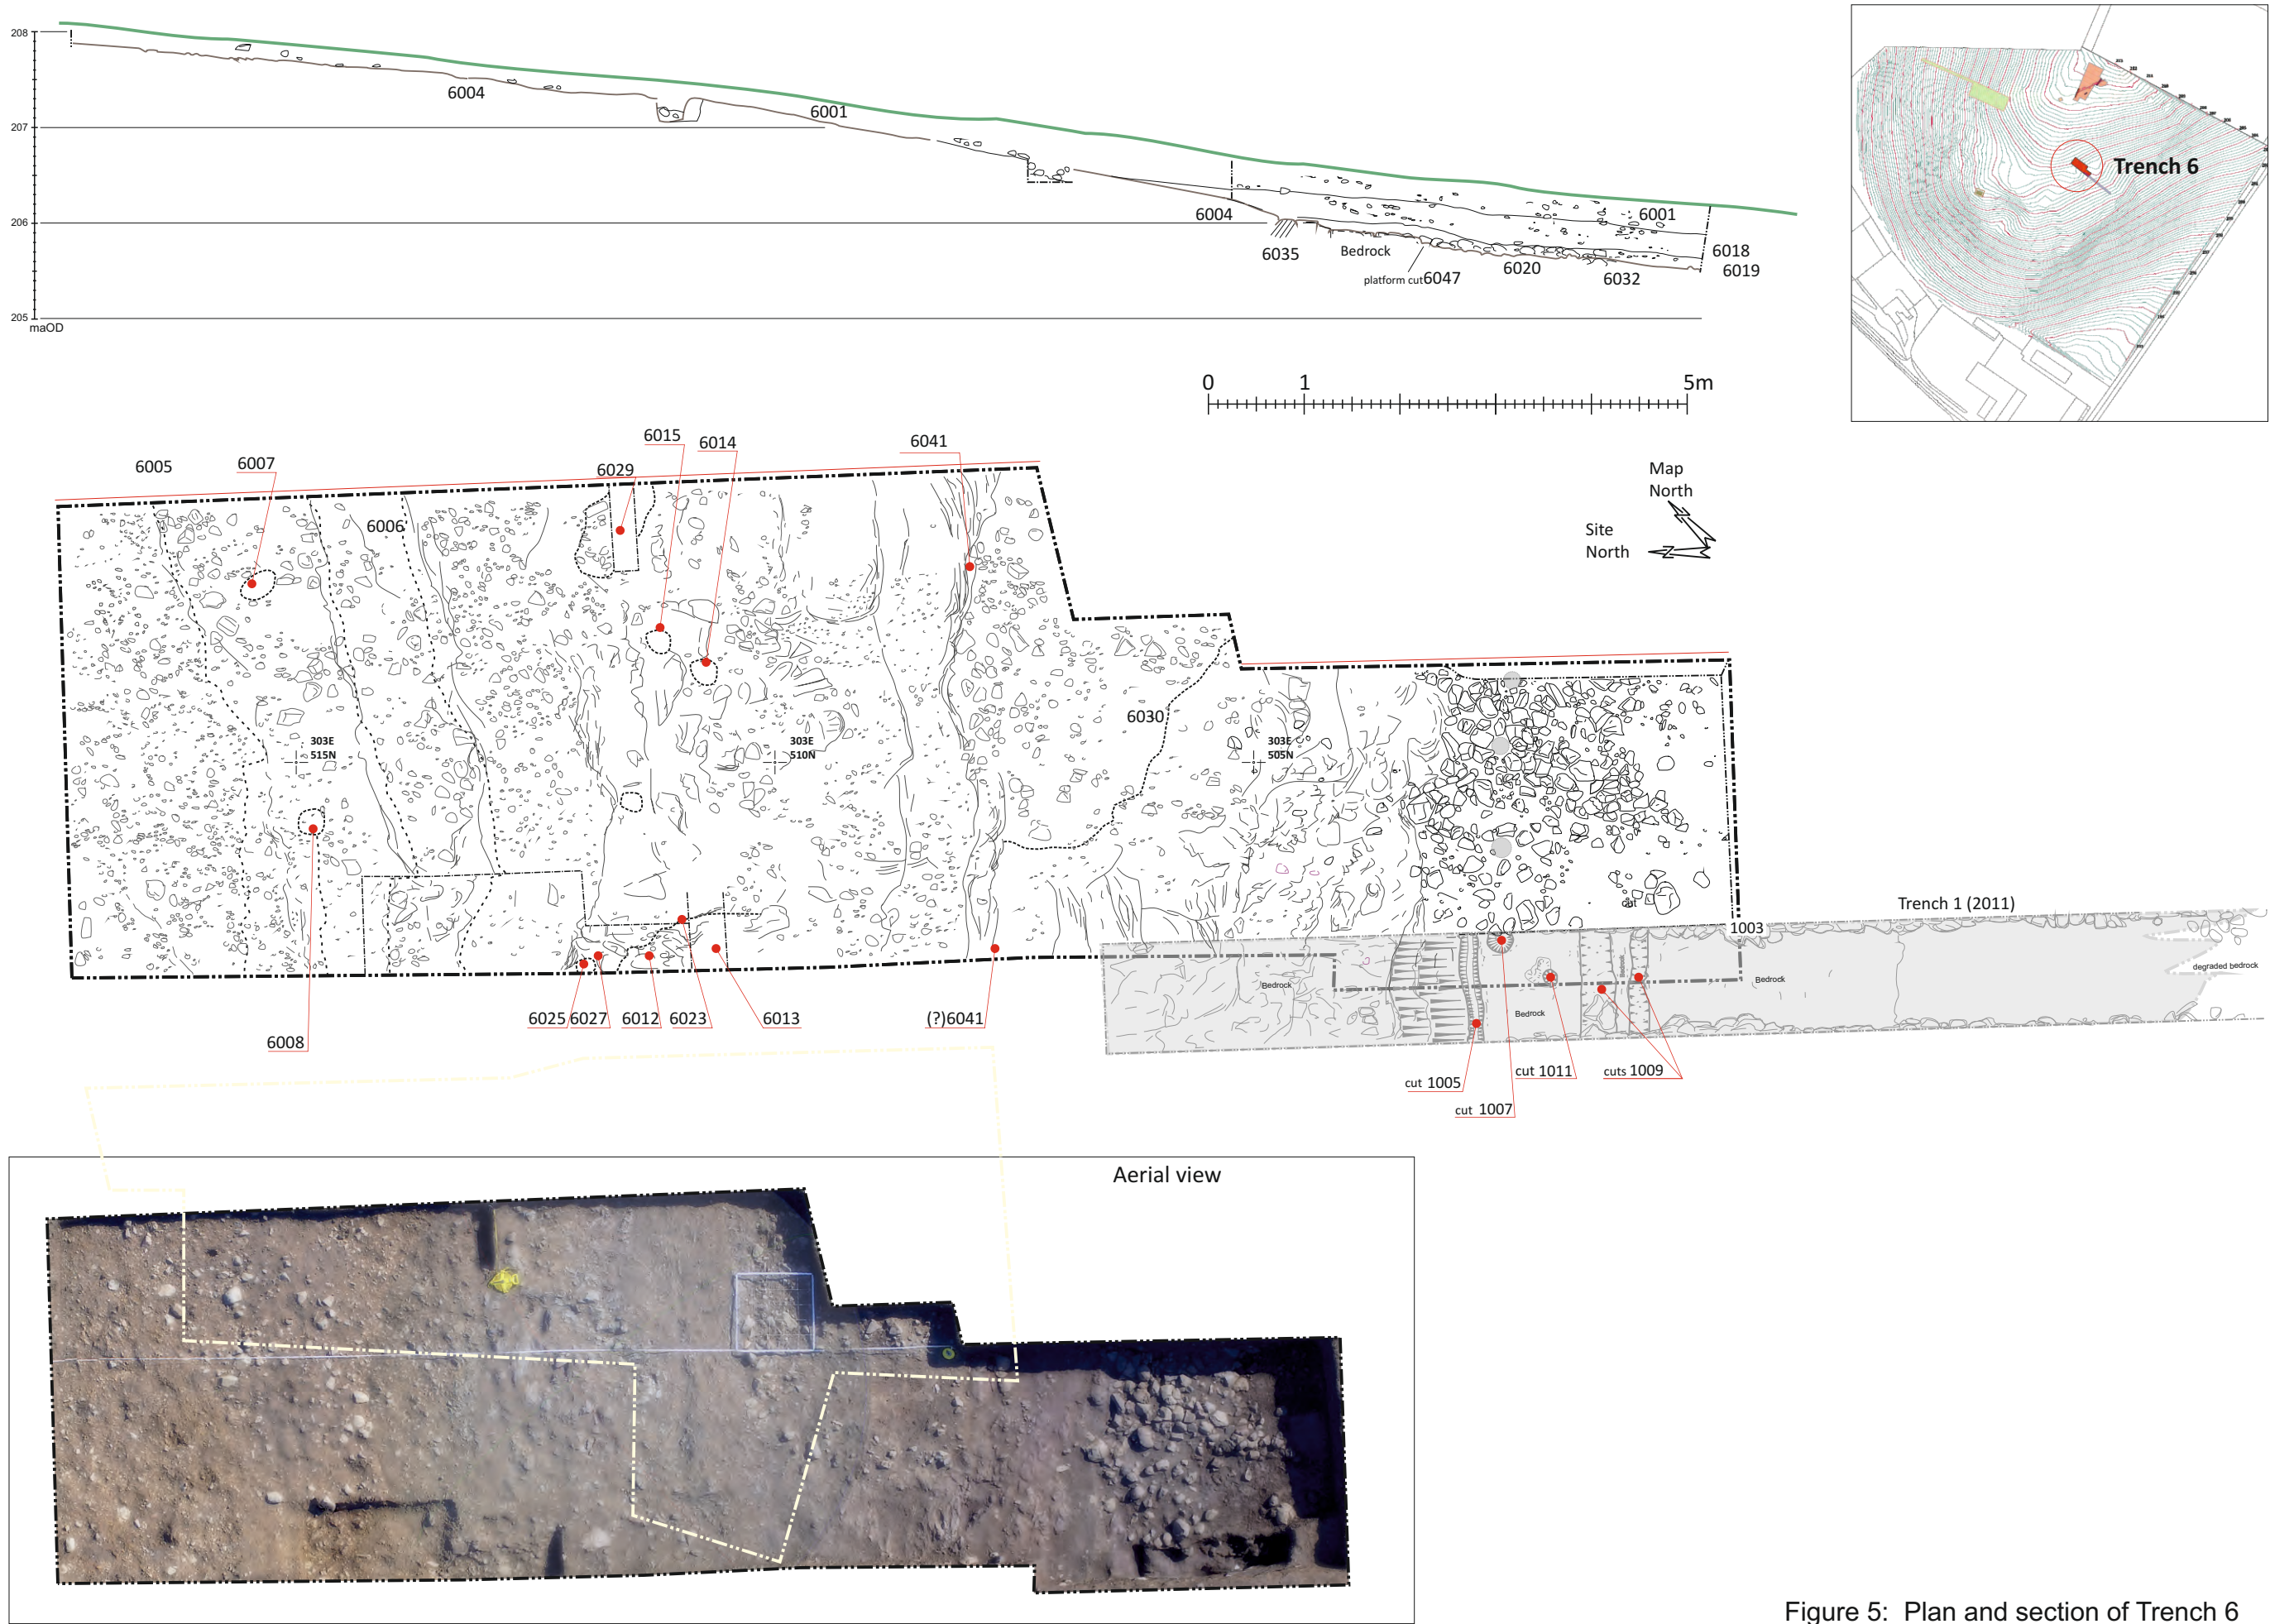 208
207
206
205
maOD
6004
6001
6004
6035
Bedrock
platform cut 6047
6020
6032
6001
6018
6019
Trench 6
0 1 5m
Map
North
Site
North
6005
6007
6006
6029
6015
6014
6041
6030
303E
515N
303E
510N
303E
505N
cut
1003
Trench 1 (2011)
Bedrock
Bedrock
Bedrock
degraded bedrock
6008
6025
6027
6012
6023
6013
(?)6041
cut 1005
cut 1007
cut 1011
cuts 1009
Aerial view
Figure 5: Plan and section of Trench 6